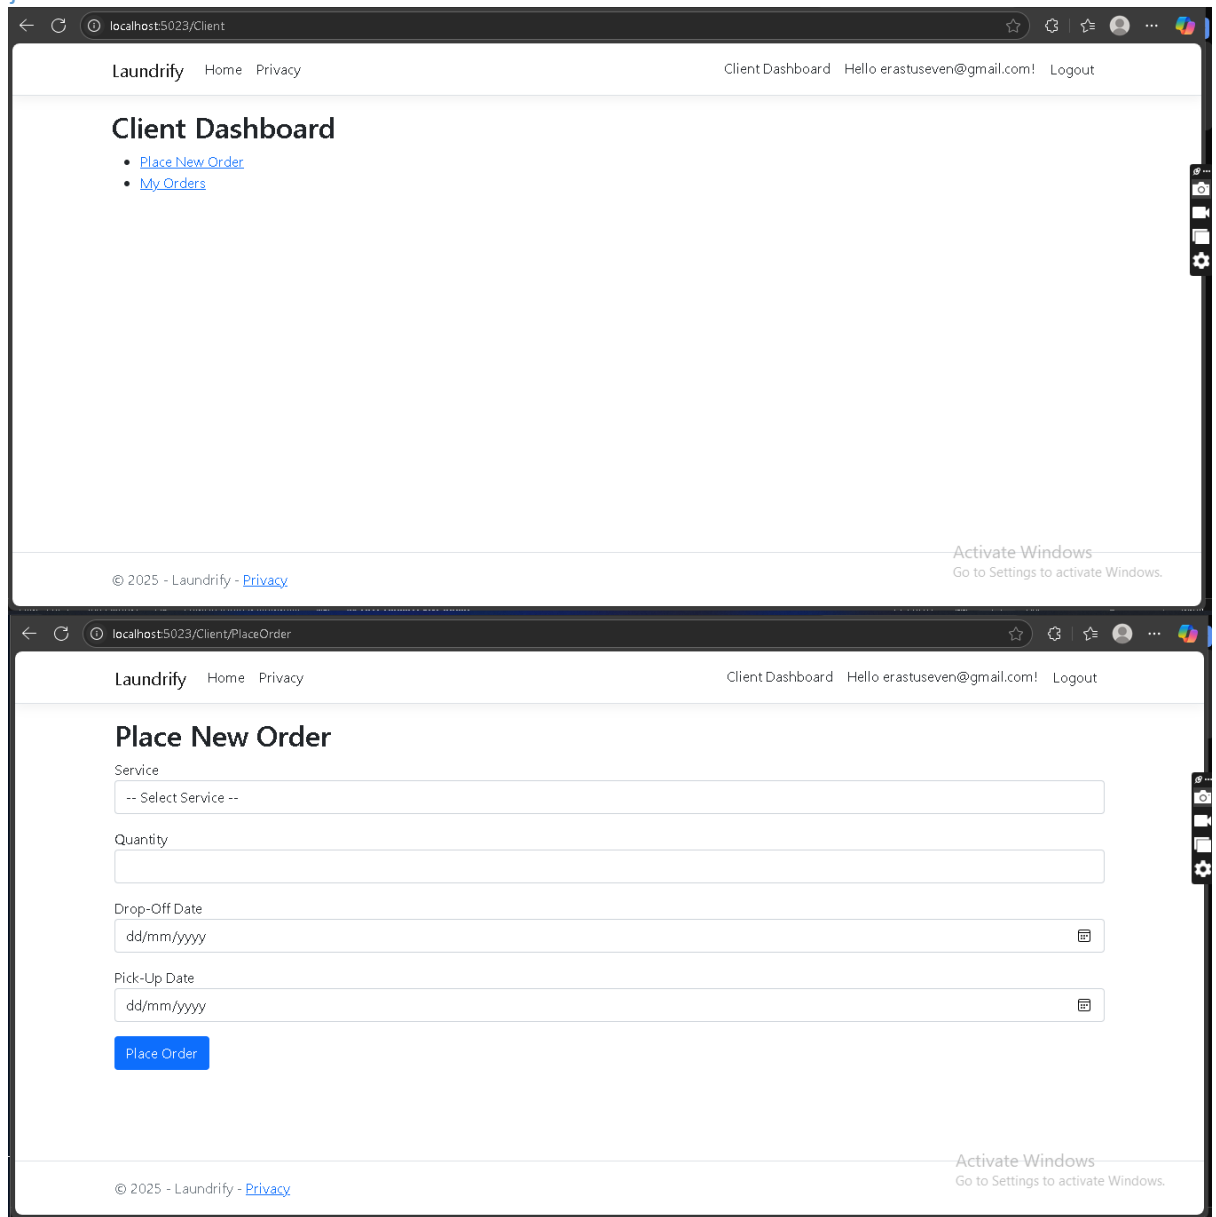 localhost:5023/Client
Laundrify Home Privacy Client Dashboard Hello erastuseven@gmail.com! Logout
Client Dashboard
Place New Order
My Orders
Activate Windows
Go to Settings to activate Windows.
© 2025 - Laundrify - Privacy
localhost:5023/Client/PlaceOrder
Laundrify Home Privacy Client Dashboard Hello erastuseven@gmail.com! Logout
Place New Order
Service
-- Select Service --
Quantity
Drop-Off Date
dd/mm/yyyy
Pick-Up Date
dd/mm/yyyy
Place Order
Activate Windows
Go to Settings to activate Windows.
© 2025 - Laundrify - Privacy